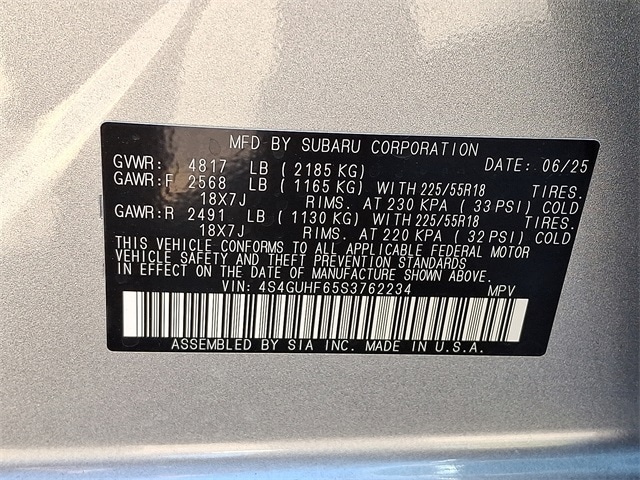 MFD BY SUBARU CORPORATION
GVWR: 4817 LB (2185 KG) DATE: 06/25
GAWR:F 2568 LB (1165 KG) WITH 225/55R18 TIRES.
18X7J RIMS. AT 230 KPA (33 PSI) COLD
GAWR:R 2491 LB (1130 KG) WITH 225/55R18 TIRES.
18X7J RIMS. AT 220 KPA (32 PSI) COLD
THIS VEHICLE CONFORMS TO ALL APPLICABLE FEDERAL MOTOR
VEHICLE SAFETY AND THEFT PREVENTION STANDARDS
IN EFFECT ON THE DATE OF MANUFACTURE SHOWN ABOVE.
VIN: 4S4GUHF65S3762234 MPV
ASSEMBLED BY SIA INC. MADE IN U.S.A.